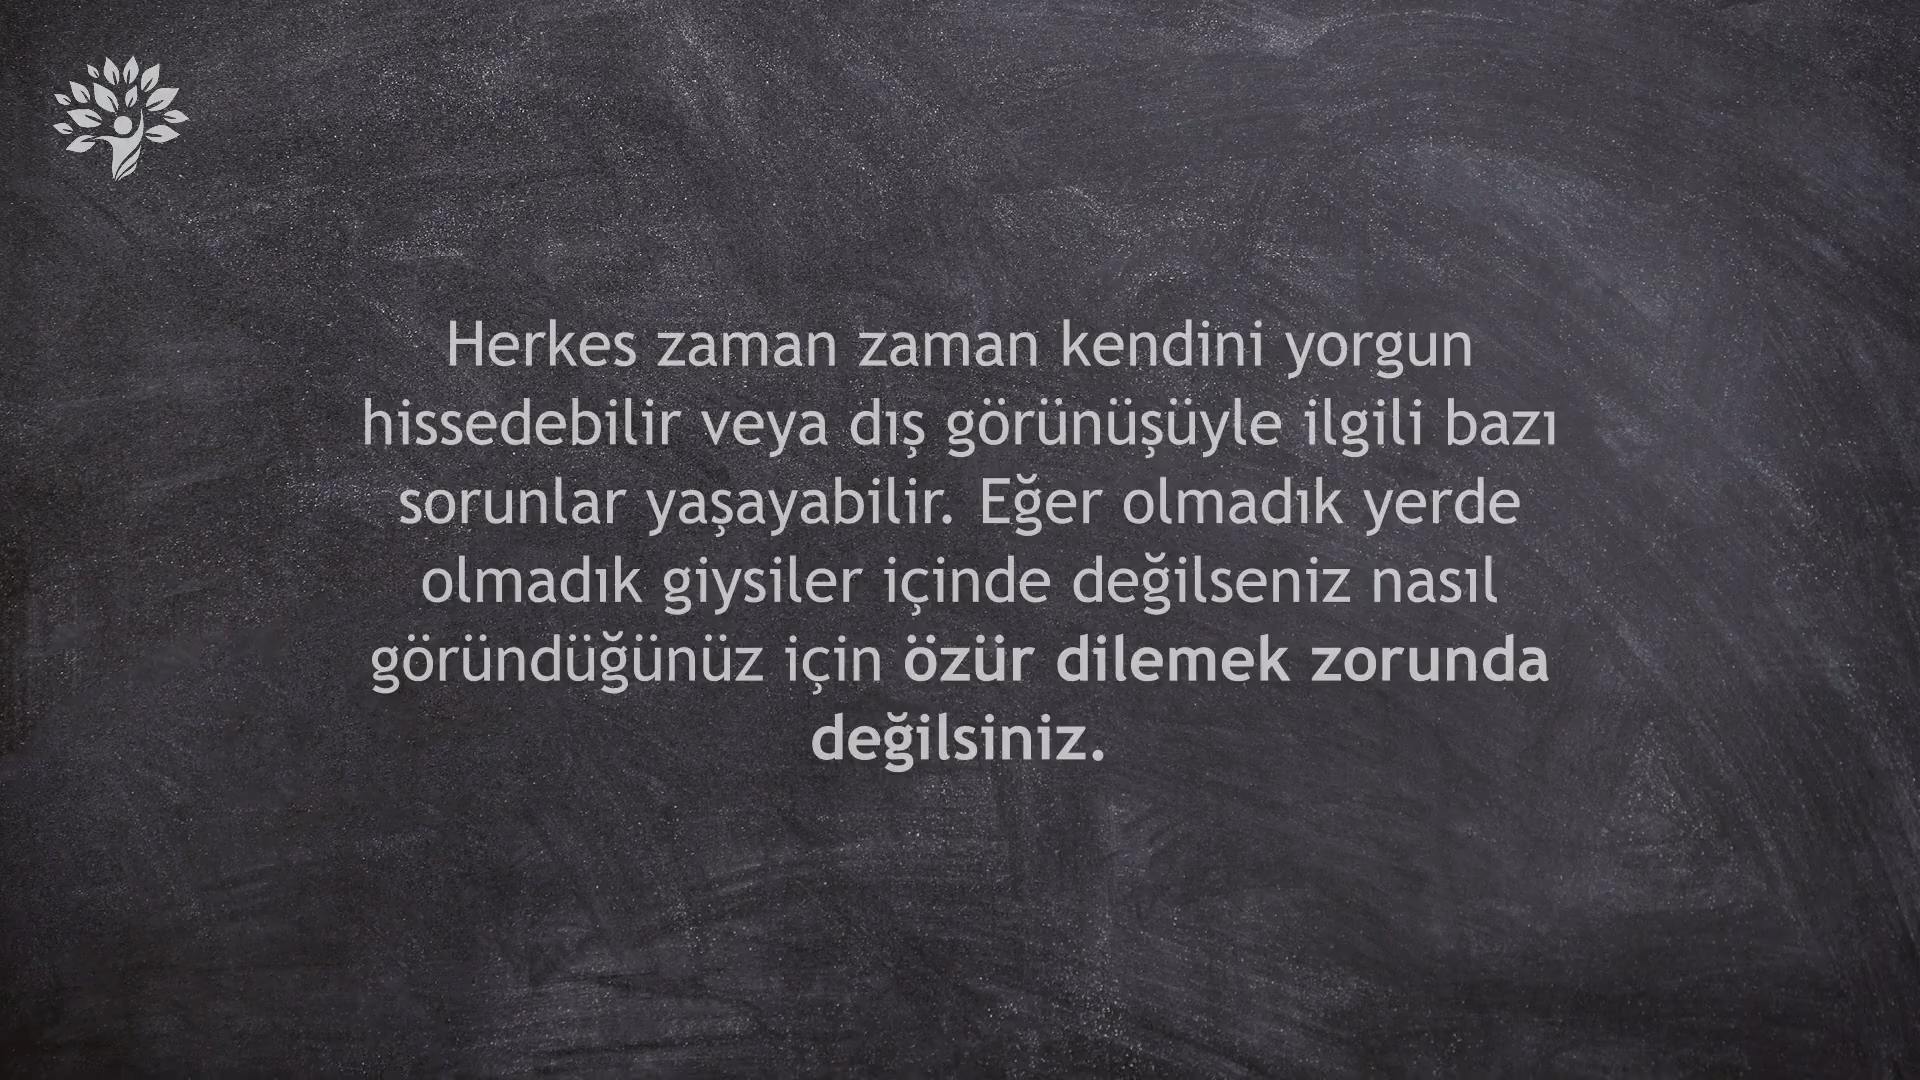 Herkes zaman zaman kendini yorgun
hissedebilir veya dış görünüşüyle ilgili bazı
sorunlar yaşayabilir. Eğer olmadık yerde
olmadık giysiler içinde değilseniz nasıl
göründüğünüz için özür dilemek zorunda
değilsiniz.